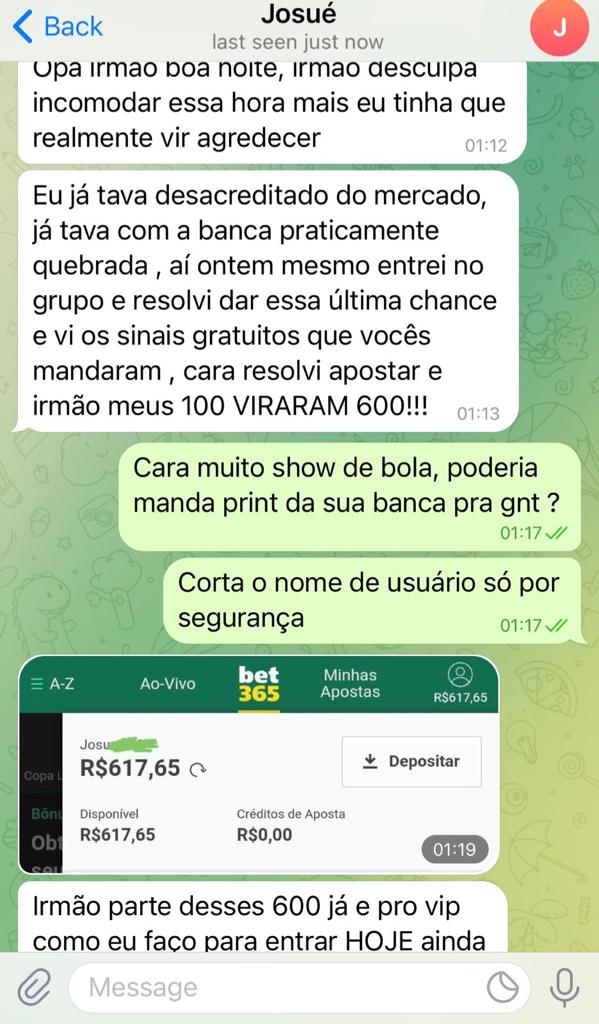 Back
Josué
J
last seen just now
Opa irmão boa noite, irmão desculpa
incomodar essa hora mais eu tinha que
realmente vir agredecer
01:12
Eu já tava desacreditado do mercado,
já tava com a banca praticamente
quebrada , aí ontem mesmo entrei no
grupo e resolvi dar essa última chance
e vi os sinais gratuitos que vocês
mandaram , cara resolvi apostar e
irmão meus 100 VIRARAM 600!!!
01:13
Cara muito show de bola, poderia
manda print da sua banca pra gnt ?
01:17
Corta o nome de usuário só por
segurança
01:17
A-Z
Ao-Vivo
bet
365
Minhas
Apostas
R$617,65
Josu
R$617,65
Depositar
Copa L
Disponível
Créditos de Aposta
Bônu
R$617,65
R$0,00
Obt
seu
01:19
Irmão parte desses 600 já e pro vip
como eu faço para entrar HOJE ainda
Message